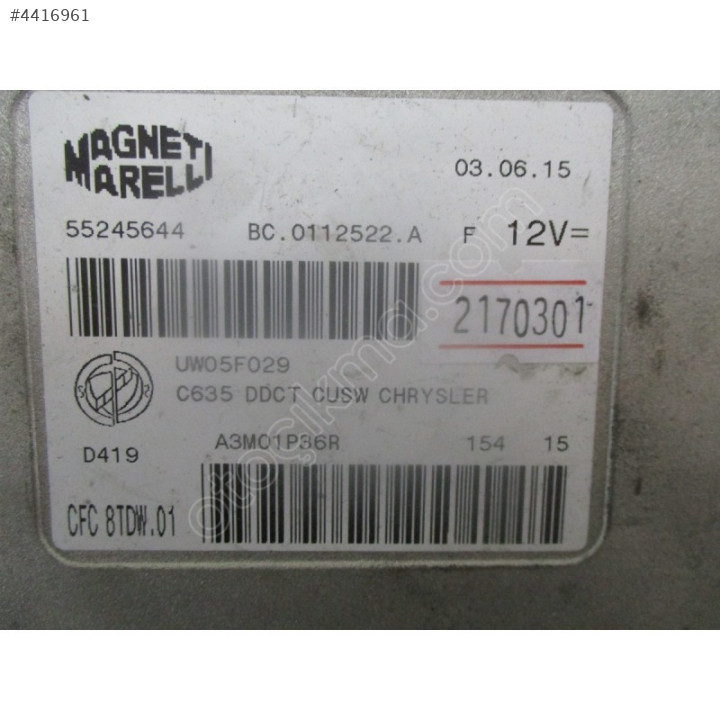 #4416961
MAGNETI
MARELLI
03.06.15
55245644 BC.0112522.A F 12V=
2170301
UW05F029
C635 DDCT CUSW CHRYSLER
D419
A3M01P36R 154 15
CFC 8TDW.01
otoçıkma.com